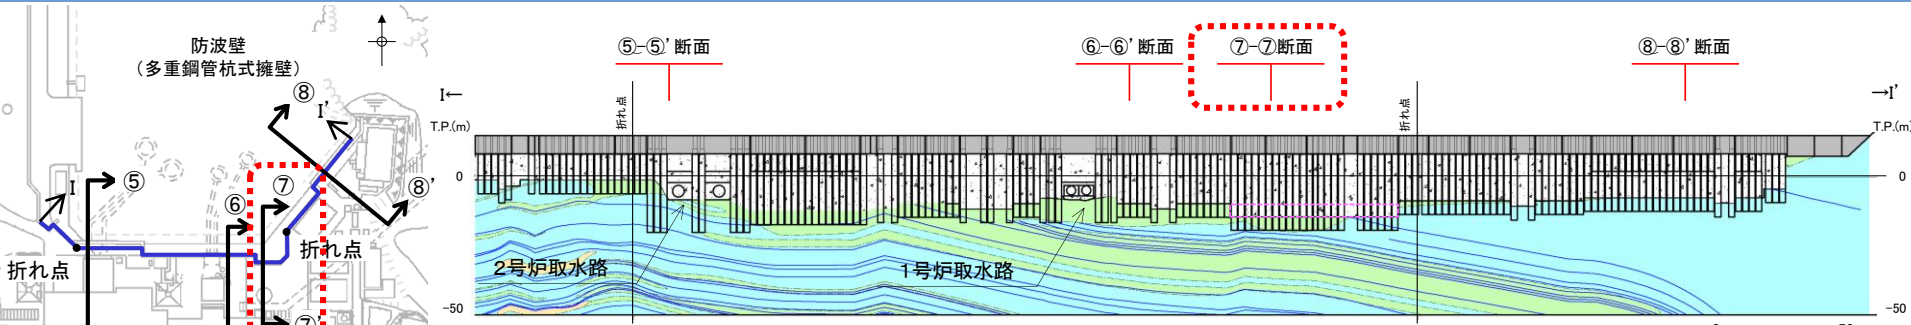 防波壁
(多重鋼管杭式擁壁)
⑧
I'
I
⑤
⑥
⑦
⑧'
折れ点
折れ点
⑦'
⑤-⑤'断面
⑥-⑥'断面
⑦-⑦断面
⑧-⑧'断面
I←
→I'
折れ点
折れ点
T.P.(m)
T.P.(m)
0
0
2号炉取水路
1号炉取水路
-50
-50